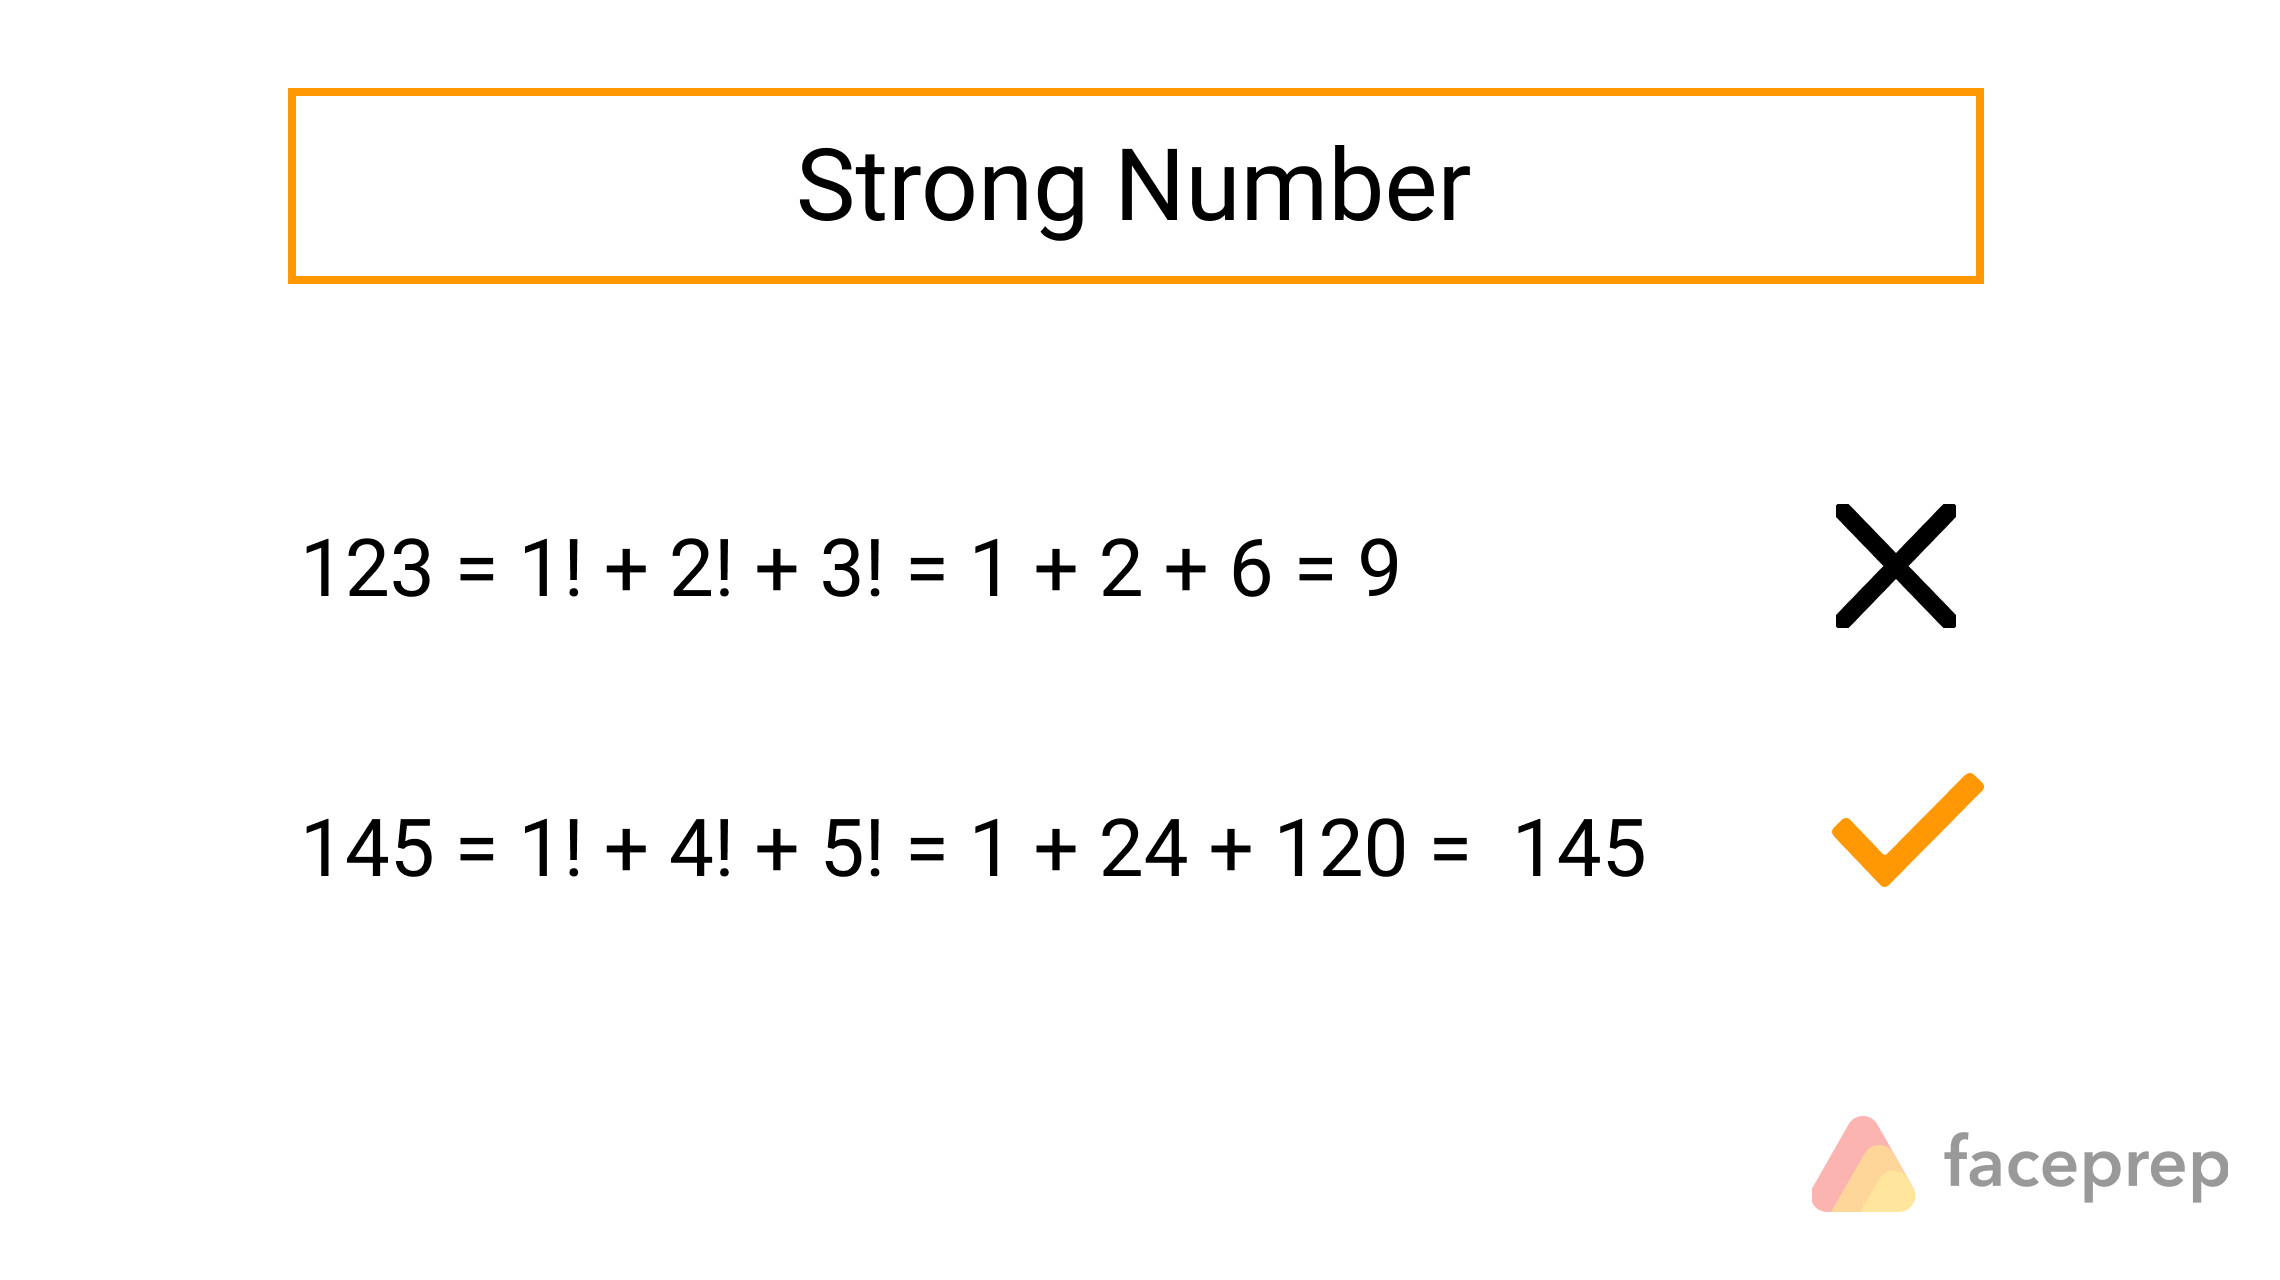 Strong Number
123 = 1! + 2! + 3! = 1 + 2 + 6 = 9
145 = 1! + 4! + 5! = 1 + 24 + 120 = 145
faceprep